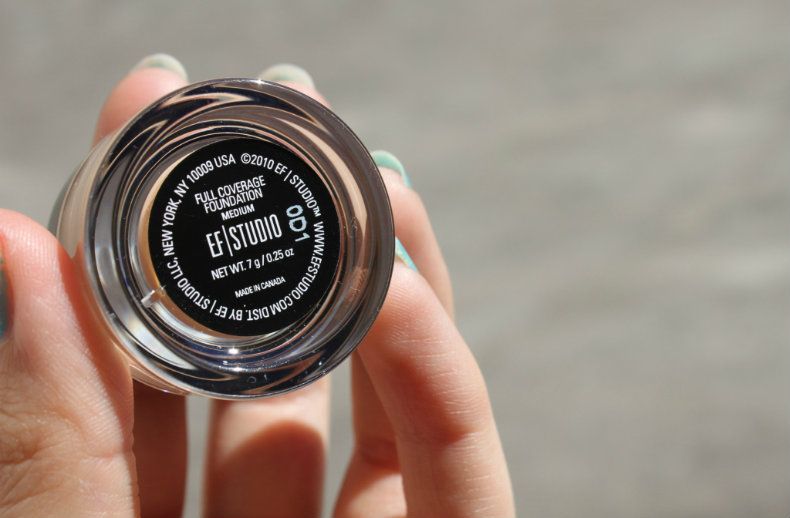 FULL COVERAGE
FOUNDATION
MEDIUM
EF|STUDIO
0D1
NET WT. 7 g / 0.25 oz
MADE IN CANADA
©2010 EF | STUDIO™ WWW.EFSTUDIO.COM DIST. BY EF | STUDIO LLC, NEW YORK, NY 10009 USA